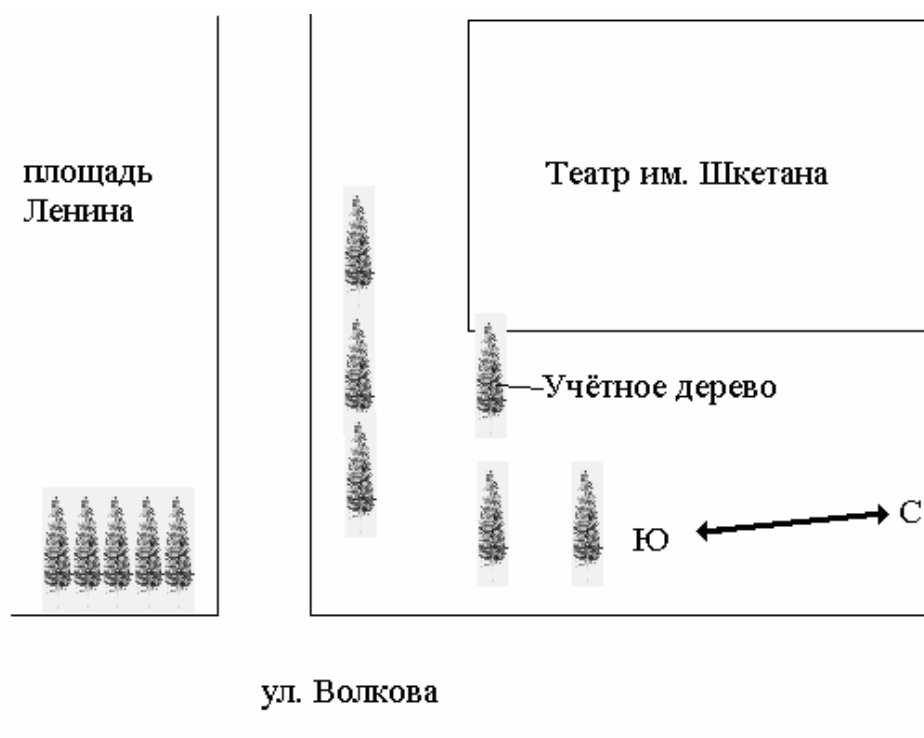 площадь
Ленина
Театр им. Шкетана
Учётное дерево
Ю
С
ул. Волкова